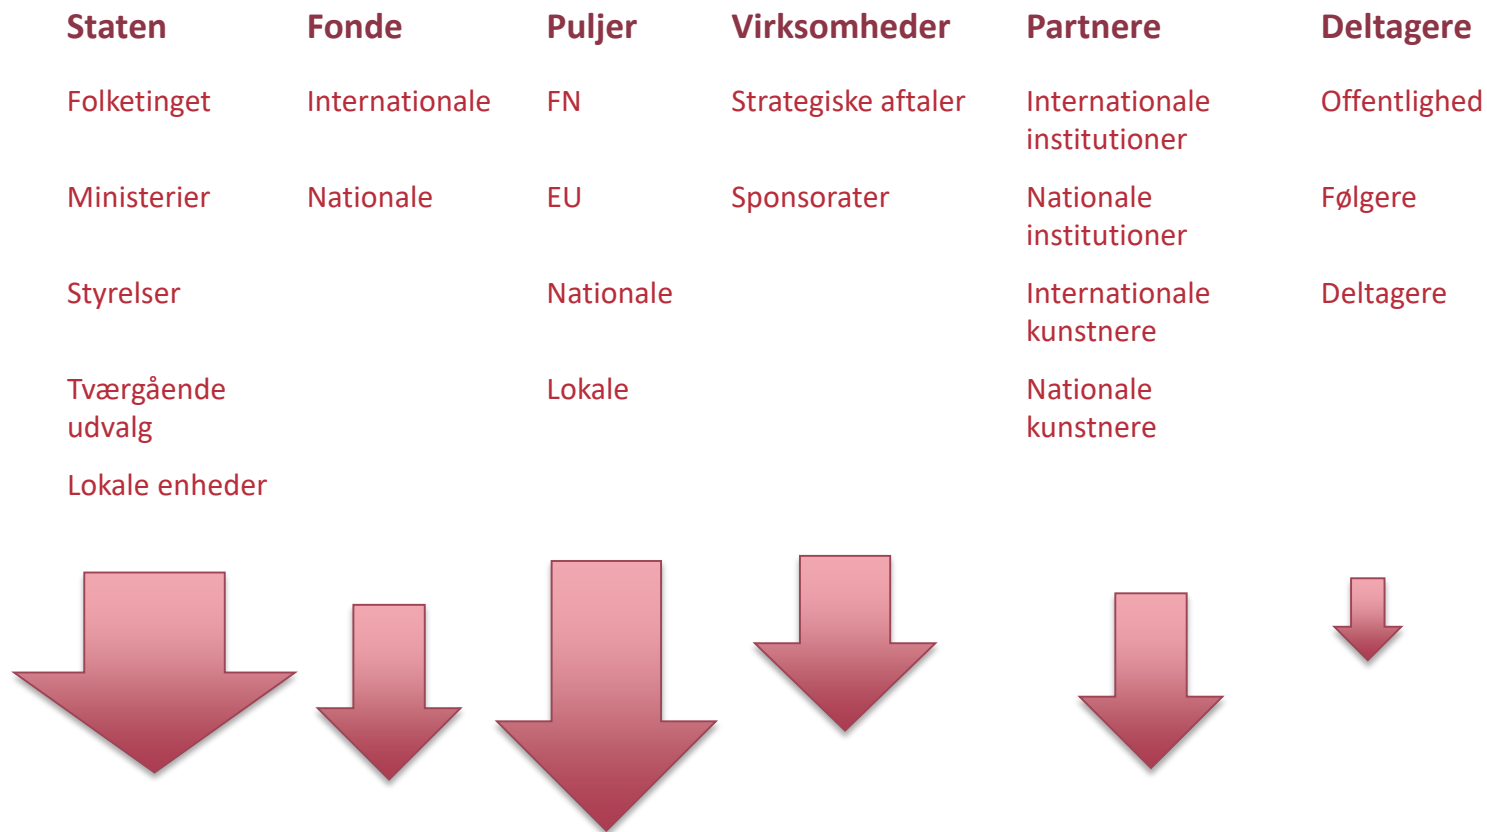 Staten Fonde Puljer Virksomheder Partnere Deltagere
Folketinget Internationale FN Strategiske aftaler Internationale Offentlighed
institutioner
Ministerier Nationale EU Sponsorater Nationale Følgere
institutioner
Styrelser Nationale Internationale Deltagere
kunstnere
Tværgående Lokale Nationale
udvalg kunstnere
Lokale enheder